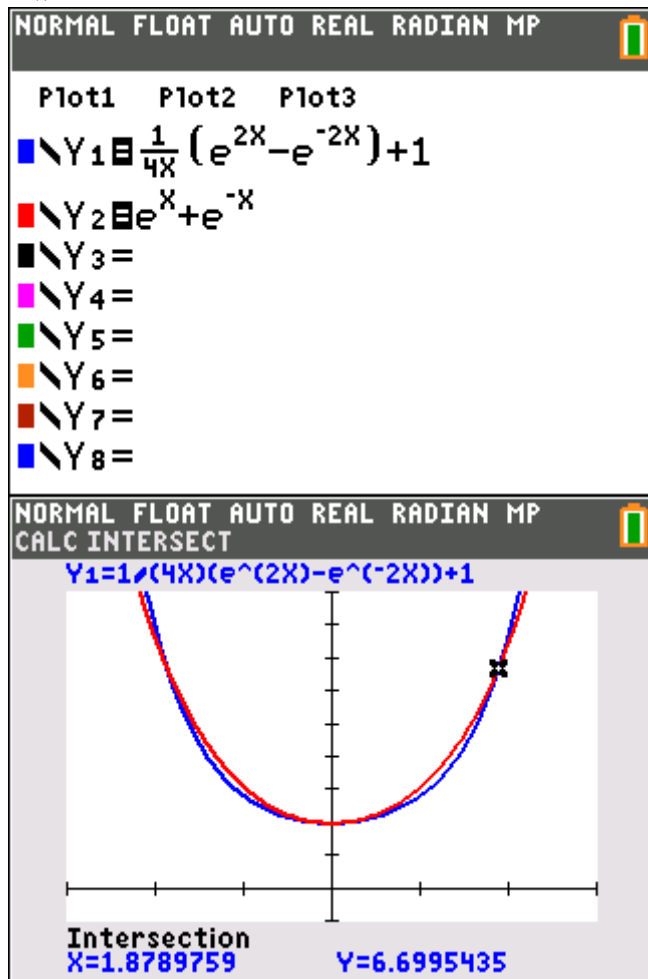 NORMAL FLOAT AUTO REAL RADIAN MP
Plot1 Plot2 Plot3
\Y₁=1/4X(e^2X-e^-2X)+1
\Y₂=e^X+e^-X
\Y₃=
\Y₄=
\Y₅=
\Y₆=
\Y₇=
\Y₈=
NORMAL FLOAT AUTO REAL RADIAN MP
CALC INTERSECT
Y₁=1/(4X)(e^(2X)-e^(-2X))+1
Intersection
X=1.8789759 Y=6.6995435